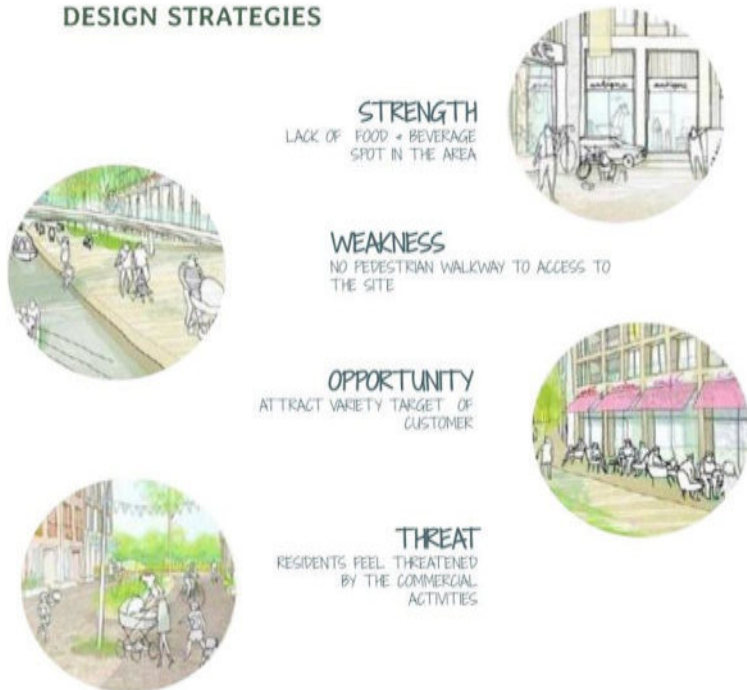 DESIGN STRATEGIES
STRENGTH
LACK OF FOOD & BEVERAGE
SPOT IN THE AREA
WEAKNESS
NO PEDESTRIAN WALKWAY TO ACCESS TO
THE SITE
OPPORTUNITY
ATTRACT VARIETY TARGET OF
CUSTOMER
THREAT
RESIDENTS FEEL THREATENED
BY THE COMMERCIAL
ACTIVITIES